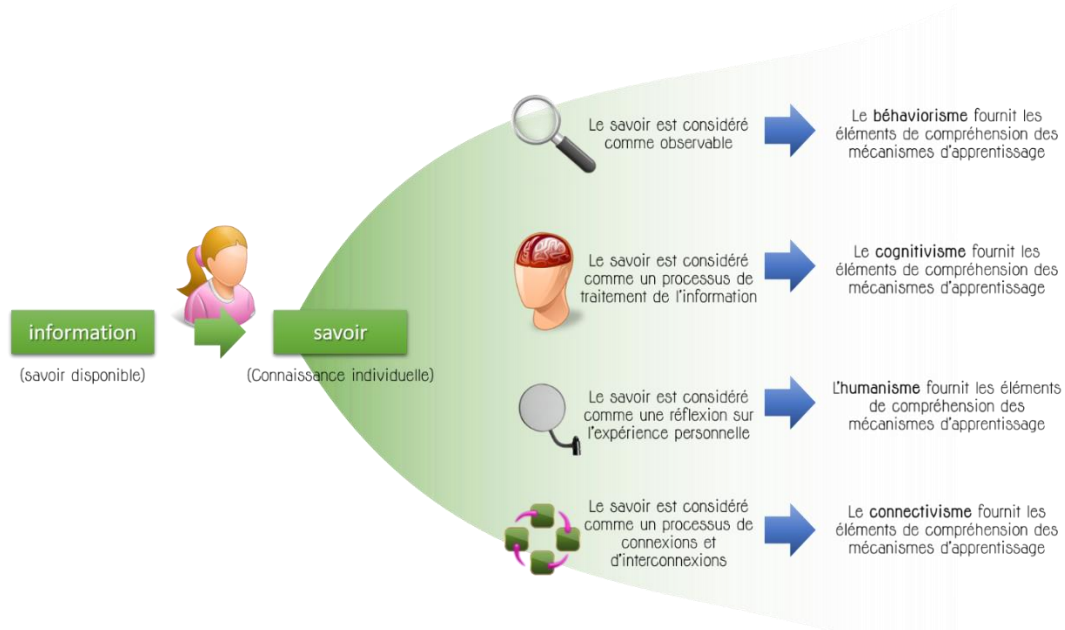 information
(savoir disponible)
savoir
(Connaissance individuelle)
Le savoir est considéré
comme observable
Le béhaviorisme fournit les
éléments de compréhension des
mécanismes d'apprentissage
Le savoir est considéré
comme un processus de
traitement de l'information
Le cognitivisme fournit les
éléments de compréhension des
mécanismes d'apprentissage
Le savoir est considéré
comme une réflexion sur
l'expérience personnelle
L'humanisme fournit les éléments
de compréhension des
mécanismes d'apprentissage
Le savoir est considéré
comme un processus de
connexions et
d'interconnexions
Le connectivisme fournit les
éléments de compréhension des
mécanismes d'apprentissage